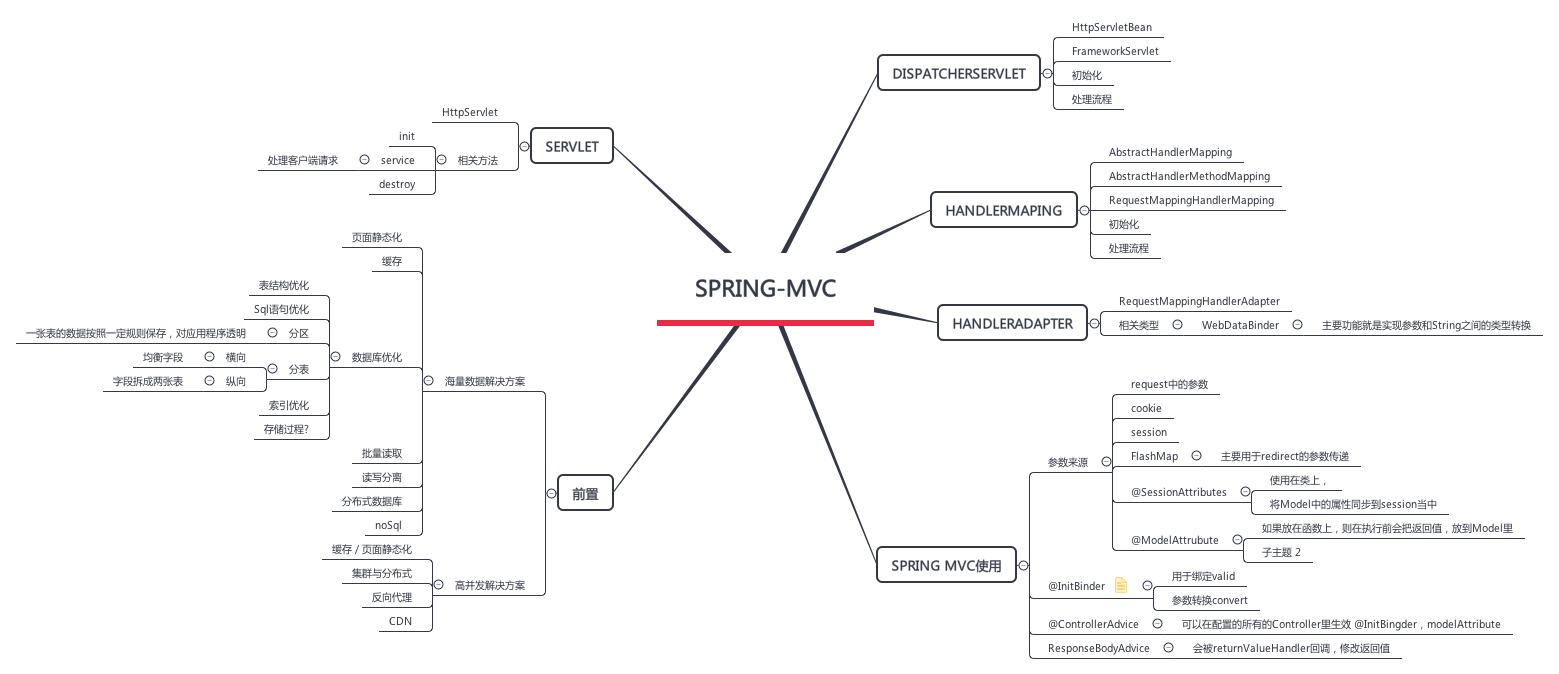 SPRING-MVC
DISPATCHERSERVLET
HttpServletBean
FrameworkServlet
初始化
处理流程
HANDLERMAPING
AbstractHandlerMapping
AbstractHandlerMethodMapping
RequestMappingHandlerMapping
初始化
处理流程
HANDLERADAPTER
RequestMappingHandlerAdapter
相关类型
WebDataBinder
主要功能就是实现参数和String之间的类型转换
SPRING MVC使用
参数来源
request中的参数
cookie
session
FlashMap
主要用于redirect的参数传递
@SessionAttributes
使用在类上，
将Model中的属性同步到session当中
@ModelAttrubute
如果放在函数上，则在执行前会把返回值，放到Model里
子主题 2
@InitBinder
用于绑定valid
参数转换convert
@ControllerAdvice
可以在配置的所有的Controller里生效 @InitBingder，modelAttribute
ResponseBodyAdvice
会被returnValueHandler回调，修改返回值
SERVLET
HttpServlet
相关方法
init
service
处理客户端请求
destroy
前置
海量数据解决方案
页面静态化
缓存
数据库优化
表结构优化
Sql语句优化
分区
一张表的数据按照一定规则保存，对应用程序透明
分表
横向
均衡字段
纵向
字段拆成两张表
索引优化
存储过程?
批量读取
读写分离
分布式数据库
noSql
高并发解决方案
缓存 / 页面静态化
集群与分布式
反向代理
CDN